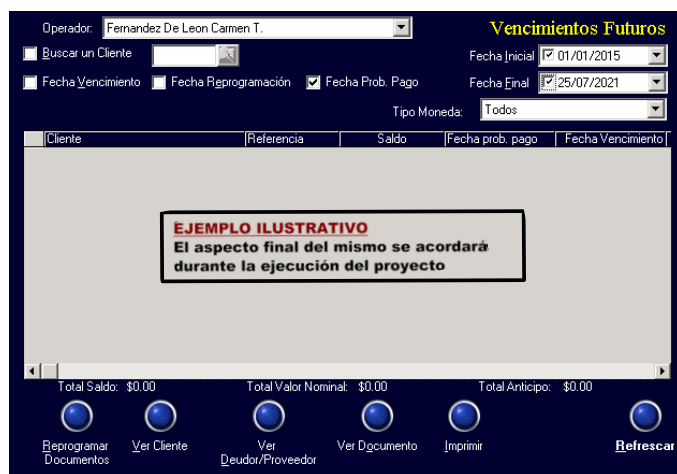 Operador: Fernandez De Leon Carmen T. Vencimientos Futuros
Buscar un Cliente Fecha Inicial 01/01/2015
Fecha Vencimiento Fecha Reprogramación Fecha Prob. Pago Fecha Final 25/07/2021
Tipo Moneda: Todos
Cliente Referencia Saldo Fecha prob. pago Fecha Vencimiento
EJEMPLO ILUSTRATIVO
El aspecto final del mismo se acordará
durante la ejecución del proyecto
Total Saldo: $0.00 Total Valor Nominal: $0.00 Total Anticipo: $0.00
Reprogramar Documentos
Ver Cliente
Ver Deudor/Proveedor
Ver Documento
Imprimir
Refrescar